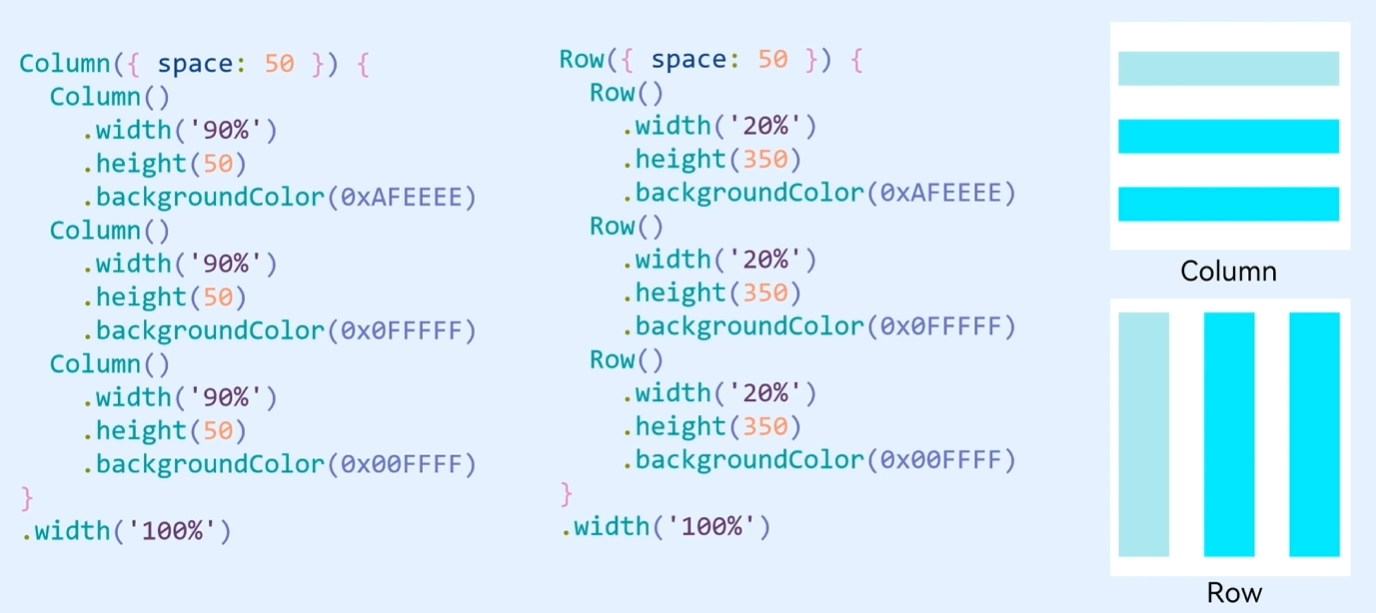 Column({ space: 50 }) {
Column()
.width('90%')
.height(50)
.backgroundColor(0xAFEEEE)
Column()
.width('90%')
.height(50)
.backgroundColor(0x0FFFFF)
Column()
.width('90%')
.height(50)
.backgroundColor(0x00FFFF)
}
.width('100%')
Row({ space: 50 }) {
Row()
.width('20%')
.height(350)
.backgroundColor(0xAFEEEE)
Row()
.width('20%')
.height(350)
.backgroundColor(0x0FFFFF)
Row()
.width('20%')
.height(350)
.backgroundColor(0x00FFFF)
}
.width('100%')
Column
Row